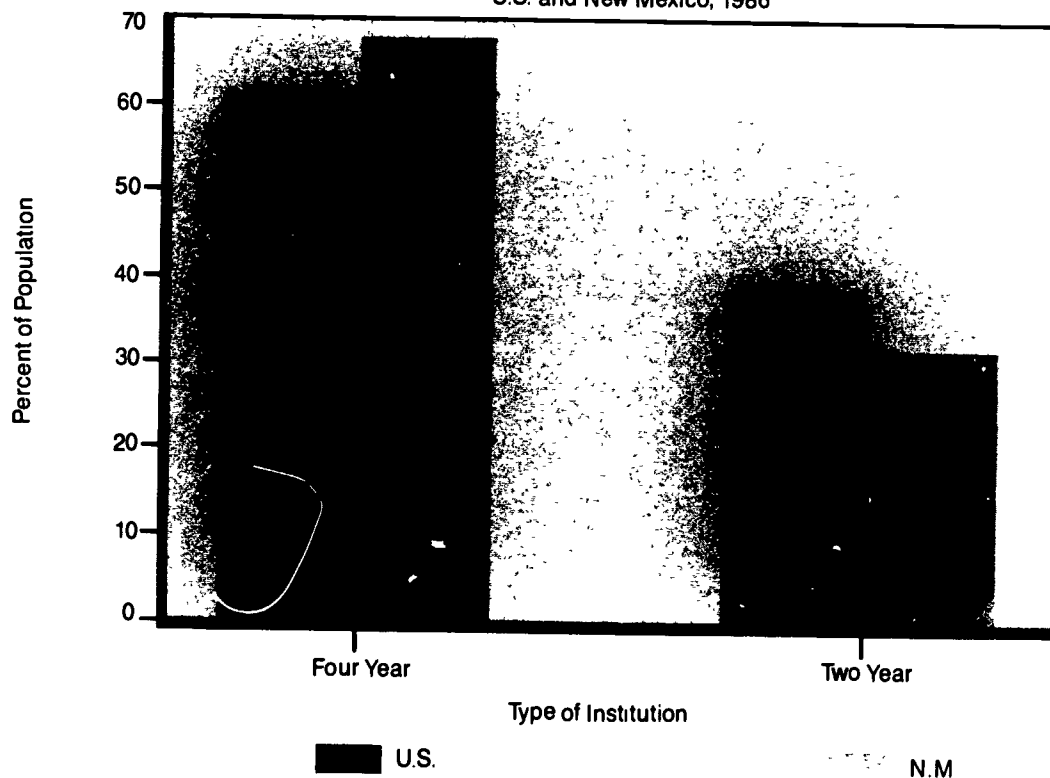 U.S. and New Mexico, 1986
70
60
50
40
30
20
10
0
Percent of Population
Four Year
Two Year
Type of Institution
U.S.
N.M